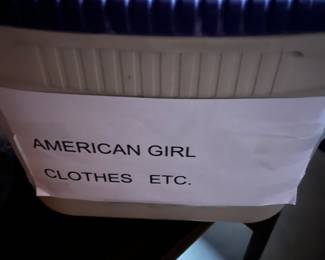 AMERICAN GIRL
CLOTHES ETC.